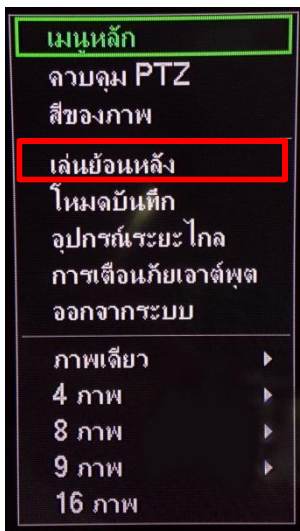 เมนูหลัก
ควบคุม PTZ
สีของภาพ
เล่นย้อนหลัง
โหมดบันทึก
อุปกรณ์ระยะไกล
การเตือนภัยเอาต์พุต
ออกจากระบบ
ภาพเดียว
4 ภาพ
8 ภาพ
9 ภาพ
16 ภาพ